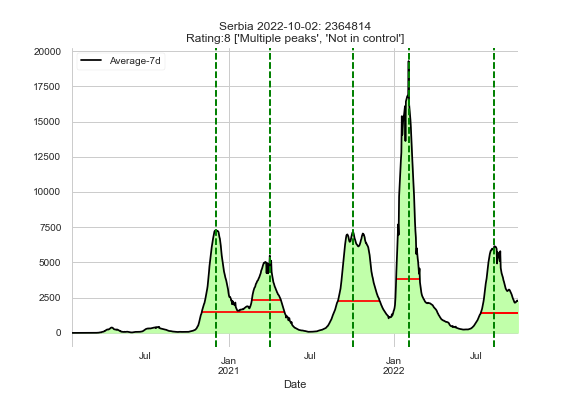 Serbia 2022-10-02: 2364814
Rating:8 ['Multiple peaks', 'Not in control']
Average-7d
20000
17500
15000
12500
10000
7500
5000
2500
0
Jul
Jan
2021
Jul
Jan
2022
Jul
Date